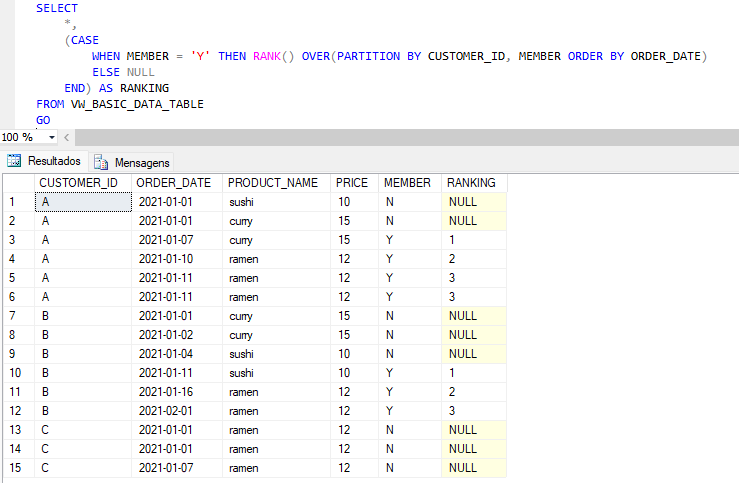 SELECT
*,
(CASE
WHEN MEMBER = 'Y' THEN RANK() OVER(PARTITION BY CUSTOMER_ID, MEMBER ORDER BY ORDER_DATE)
ELSE NULL
END) AS RANKING
FROM VW_BASIC_DATA_TABLE
GO
100 %
Resultados Mensagens
CUSTOMER_ID ORDER_DATE PRODUCT_NAME PRICE MEMBER RANKING
1 A 2021-01-01 sushi 10 N NULL
2 A 2021-01-01 curry 15 N NULL
3 A 2021-01-07 curry 15 Y 1
4 A 2021-01-10 ramen 12 Y 2
5 A 2021-01-11 ramen 12 Y 3
6 A 2021-01-11 ramen 12 Y 3
7 B 2021-01-01 curry 15 N NULL
8 B 2021-01-02 curry 15 N NULL
9 B 2021-01-04 sushi 10 N NULL
10 B 2021-01-11 sushi 10 Y 1
11 B 2021-01-16 ramen 12 Y 2
12 B 2021-02-01 ramen 12 Y 3
13 C 2021-01-01 ramen 12 N NULL
14 C 2021-01-01 ramen 12 N NULL
15 C 2021-01-07 ramen 12 N NULL